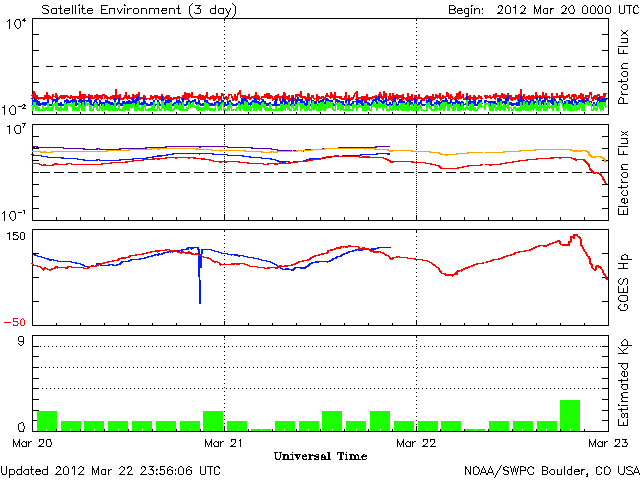 Satellite Environment (3 day) Begin: 2012 Mar 20 0000 UTC
10⁴
10⁻²
Proton Flux
10⁷
10⁻¹
Electron Flux
150
-50
GOES Hp
9
0
Estimated Kp
Mar 20 Mar 21 Mar 22 Mar 23
Universal Time
Updated 2012 Mar 22 23:56:06 UTC NOAA/SWPC Boulder, CO USA